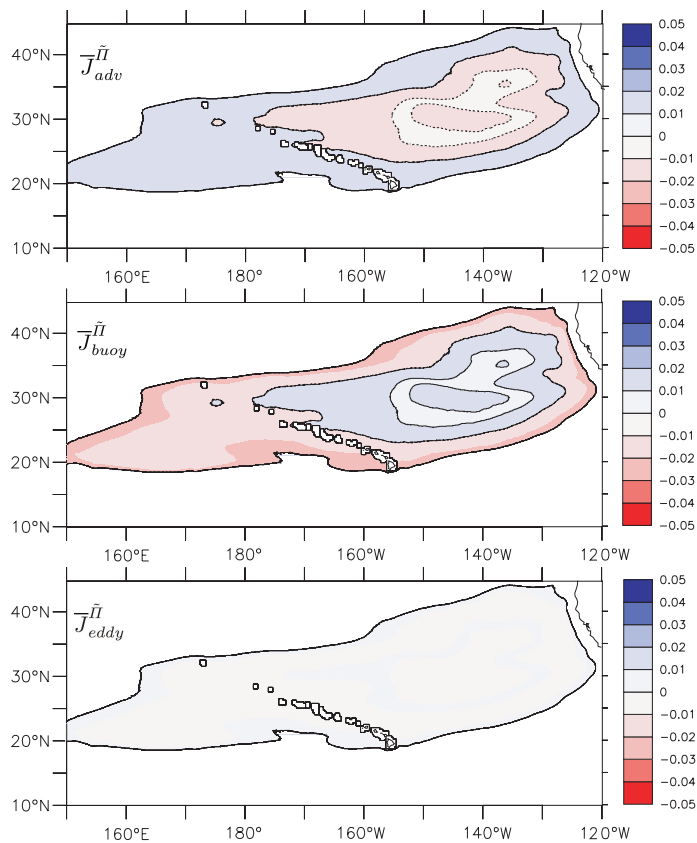 40°N
30°N
20°N
10°N
J̅^Π̃_adv
160°E
180°
160°W
140°W
120°W
0.05
0.04
0.03
0.02
0.01
0
−0.01
−0.02
−0.03
−0.04
−0.05
40°N
30°N
20°N
10°N
J̅^Π̃_buoy
160°E
180°
160°W
140°W
120°W
0.05
0.04
0.03
0.02
0.01
0
−0.01
−0.02
−0.03
−0.04
−0.05
40°N
30°N
20°N
10°N
J̅^Π̃_eddy
160°E
180°
160°W
140°W
120°W
0.05
0.04
0.03
0.02
0.01
0
−0.01
−0.02
−0.03
−0.04
−0.05